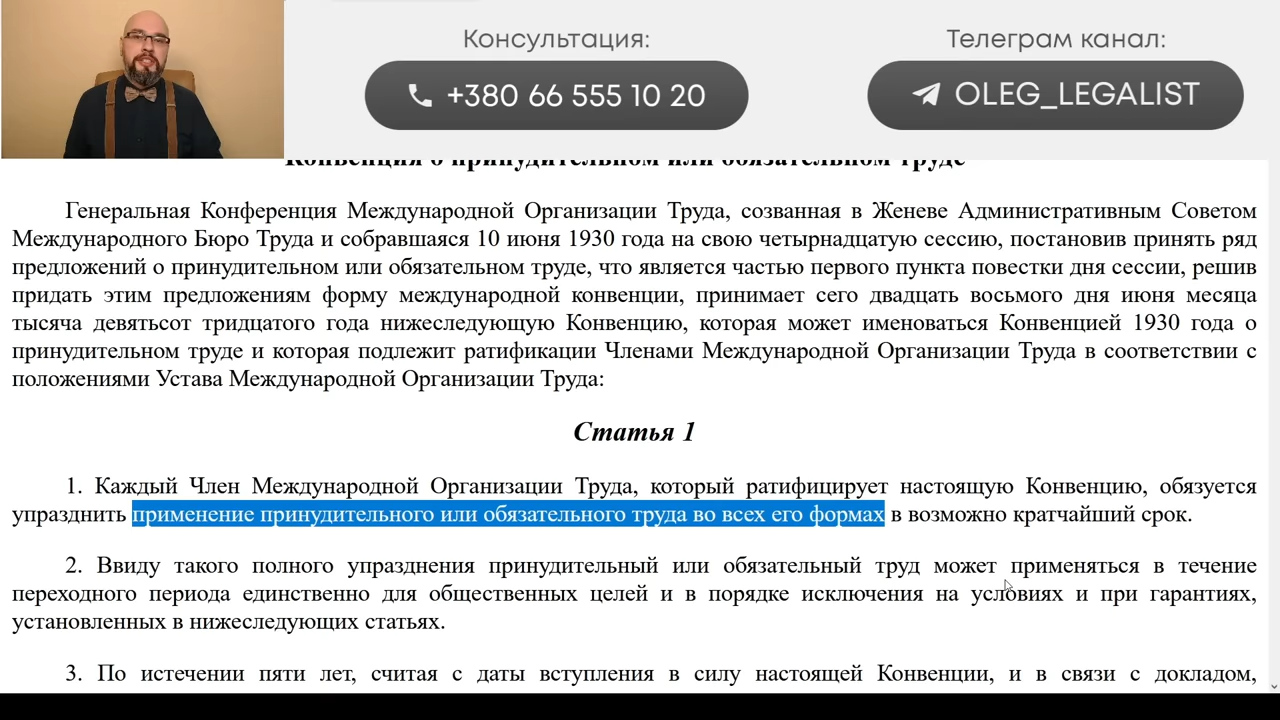 Консультация:
+380 66 555 10 20
Телеграм канал:
OLEG_LEGALIST
Конвенция о принудительном или обязательном труде
Генеральная Конференция Международной Организации Труда, созванная в Женеве Административным Советом
Международного Бюро Труда и собравшаяся 10 июня 1930 года на свою четырнадцатую сессию, постановив принять ряд
предложений о принудительном или обязательном труде, что является частью первого пункта повестки дня сессии, решив
придать этим предложениям форму международной конвенции, принимает сего двадцать восьмого дня июня месяца
тысяча девятьсот тридцатого года нижеследующую Конвенцию, которая может именоваться Конвенцией 1930 года о
принудительном труде и которая подлежит ратификации Членами Международной Организации Труда в соответствии с
положениями Устава Международной Организации Труда:
Статья 1
1. Каждый Член Международной Организации Труда, который ратифицирует настоящую Конвенцию, обязуется
упразднить применение принудительного или обязательного труда во всех его формах в возможно кратчайший срок.
2. Ввиду такого полного упразднения принудительный или обязательный труд может применяться в течение
переходного периода единственно для общественных целей и в порядке исключения на условиях и при гарантиях,
установленных в нижеследующих статьях.
3. По истечении пяти лет, считая с даты вступления в силу настоящей Конвенции, и в связи с докладом,